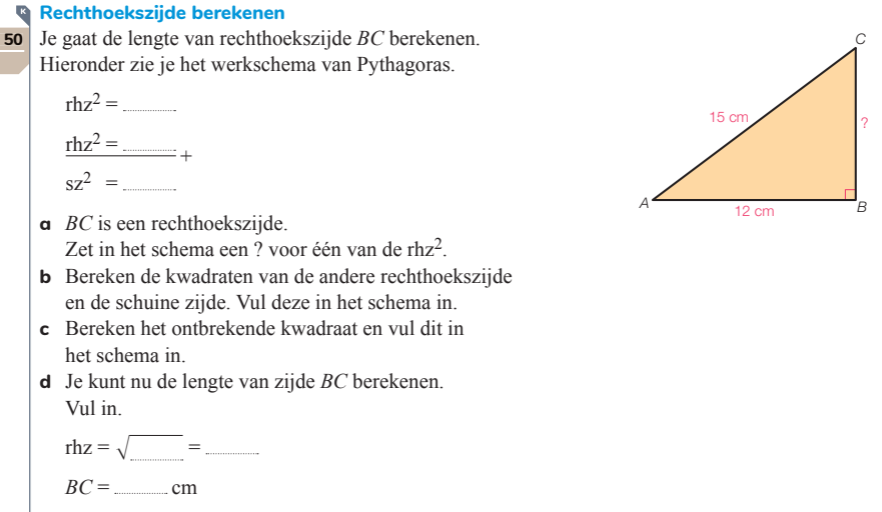 K Rechthoekszijde berekenen
50 Je gaat de lengte van rechthoekszijde BC berekenen.
Hieronder zie je het werkschema van Pythagoras.
rhz² = ..........
rhz² = .......... +
sz² = ..........
a BC is een rechthoekszijde.
Zet in het schema een ? voor één van de rhz².
b Bereken de kwadraten van de andere rechthoekszijde
en de schuine zijde. Vul deze in het schema in.
c Bereken het ontbrekende kwadraat en vul dit in
het schema in.
d Je kunt nu de lengte van zijde BC berekenen.
Vul in.
rhz = √.......... = ..........
BC = .......... cm
C
15 cm
?
A
12 cm
B